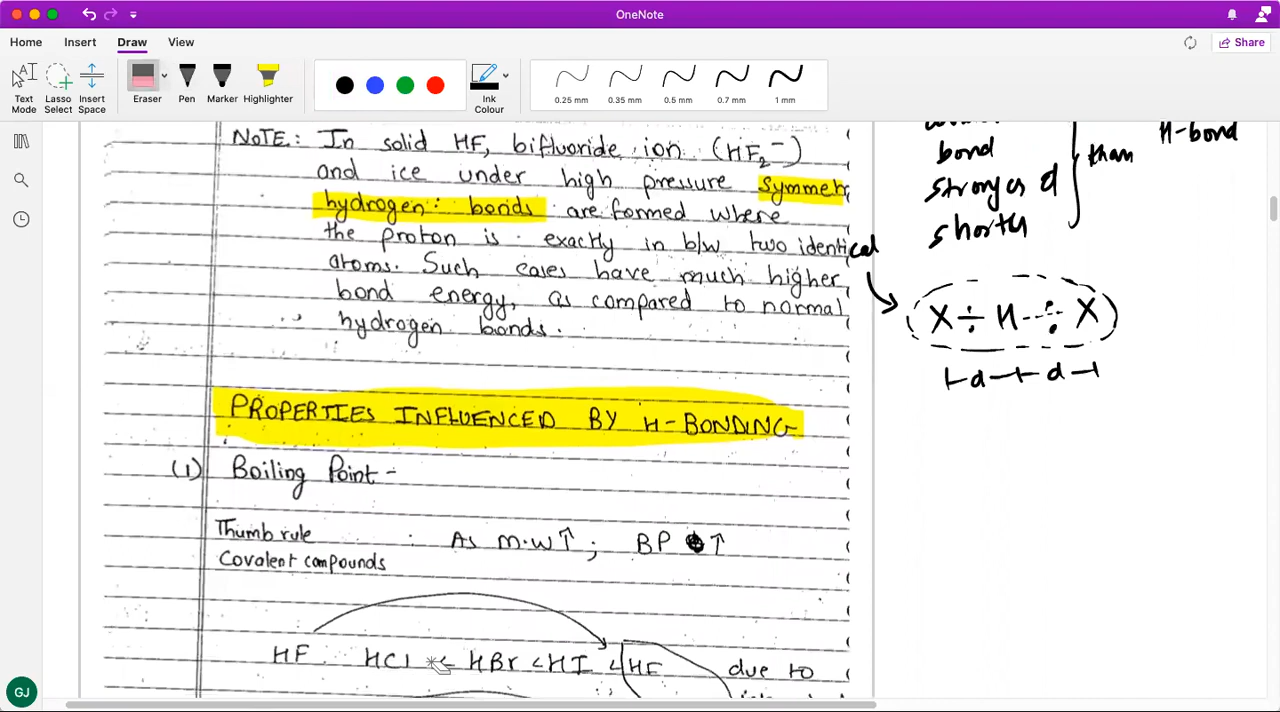 OneNote
Home Insert Draw View
Share
Text Mode
Lasso Select
Insert Space
Eraser
Pen
Marker
Highlighter
Ink Colour
0.25 mm 0.35 mm 0.5 mm 0.7 mm 1 mm
NOTE: In solid HF, bifluoride ion (HF2-)
and ice under high pressure symmet
hydrogen: bonds are formed where
the proton is exactly in b/w two identical
atoms. Such cases have much higher
bond energy, as compared to normal
hydrogen bonds.
bond
stronger d
shorter
than
H-bond
X ÷ H --÷ X
d d
PROPERTIES INFLUENCED BY H-BONDING
(1) Boiling Point -
Thumb rule : As m.w↑ ; BP ↑
Covalent compounds
HF HCl < HBr < HI < HF due to
GJ